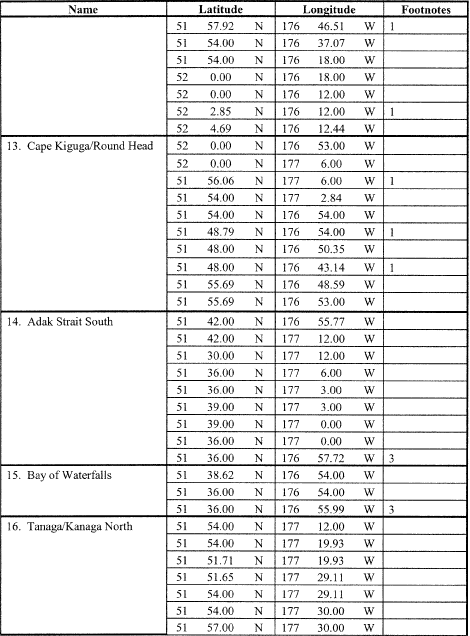 Name Latitude Longitude Footnotes
51 57.92 N 176 46.51 W 1
51 54.00 N 176 37.07 W
51 54.00 N 176 18.00 W
52 0.00 N 176 18.00 W
52 0.00 N 176 12.00 W
52 2.85 N 176 12.00 W 1
52 4.69 N 176 12.44 W
13. Cape Kiguga/Round Head 52 0.00 N 176 53.00 W
52 0.00 N 177 6.00 W
51 56.06 N 177 6.00 W 1
51 54.00 N 177 2.84 W
51 54.00 N 176 54.00 W
51 48.79 N 176 54.00 W 1
51 48.00 N 176 50.35 W
51 48.00 N 176 43.14 W 1
51 55.69 N 176 48.59 W
51 55.69 N 176 53.00 W
14. Adak Strait South 51 42.00 N 176 55.77 W
51 42.00 N 177 12.00 W
51 30.00 N 177 12.00 W
51 36.00 N 177 6.00 W
51 36.00 N 177 3.00 W
51 39.00 N 177 3.00 W
51 39.00 N 177 0.00 W
51 36.00 N 177 0.00 W
51 36.00 N 176 57.72 W 3
15. Bay of Waterfalls 51 38.62 N 176 54.00 W
51 36.00 N 176 54.00 W
51 36.00 N 176 55.99 W 3
16. Tanaga/Kanaga North 51 54.00 N 177 12.00 W
51 54.00 N 177 19.93 W
51 51.71 N 177 19.93 W
51 51.65 N 177 29.11 W
51 54.00 N 177 29.11 W
51 54.00 N 177 30.00 W
51 57.00 N 177 30.00 W